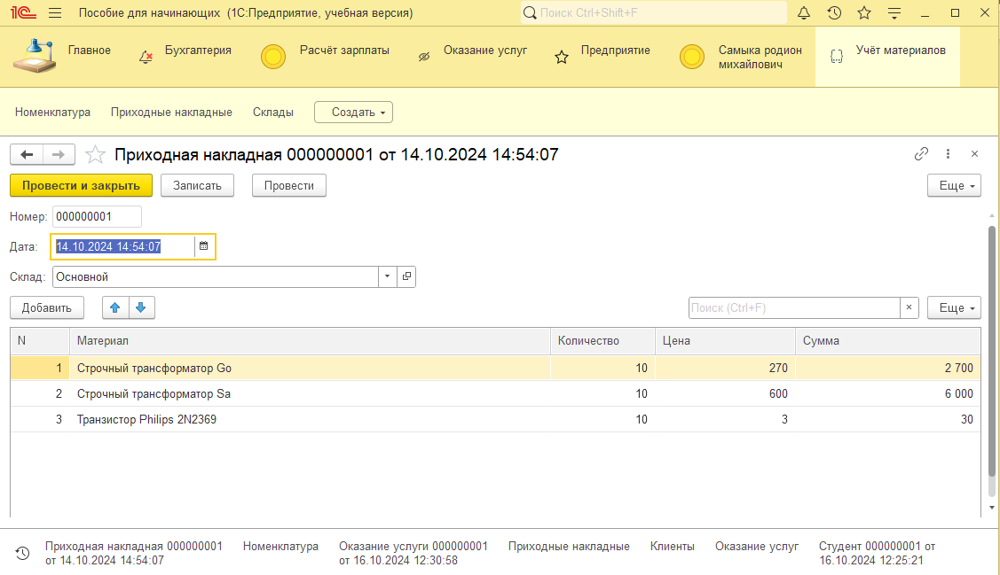 1С Пособие для начинающих (1С:Предприятие, учебная версия) Поиск Ctrl+Shift+F
Главное Бухгалтерия Расчёт зарплаты Оказание услуг Предприятие Самыка родион Учёт материалов
михайлович
Номенклатура Приходные накладные Склады Создать
Приходная накладная 000000001 от 14.10.2024 14:54:07
Провести и закрыть Записать Провести Еще
Номер: 000000001
Дата: 14.10.2024 14:54:07
Склад: Основной
Добавить Поиск (Ctrl+F) × Еще
N Материал Количество Цена Сумма
1 Строчный трансформатор Go 10 270 2 700
2 Строчный трансформатор Sa 10 600 6 000
3 Транзистор Philips 2N2369 10 3 30
Приходная накладная 000000001 Номенклатура Оказание услуги 000000001 Приходные накладные Клиенты Оказание услуг Студент 000000001 от
от 14.10.2024 14:54:07 от 16.10.2024 12:30:58 16.10.2024 12:25:21